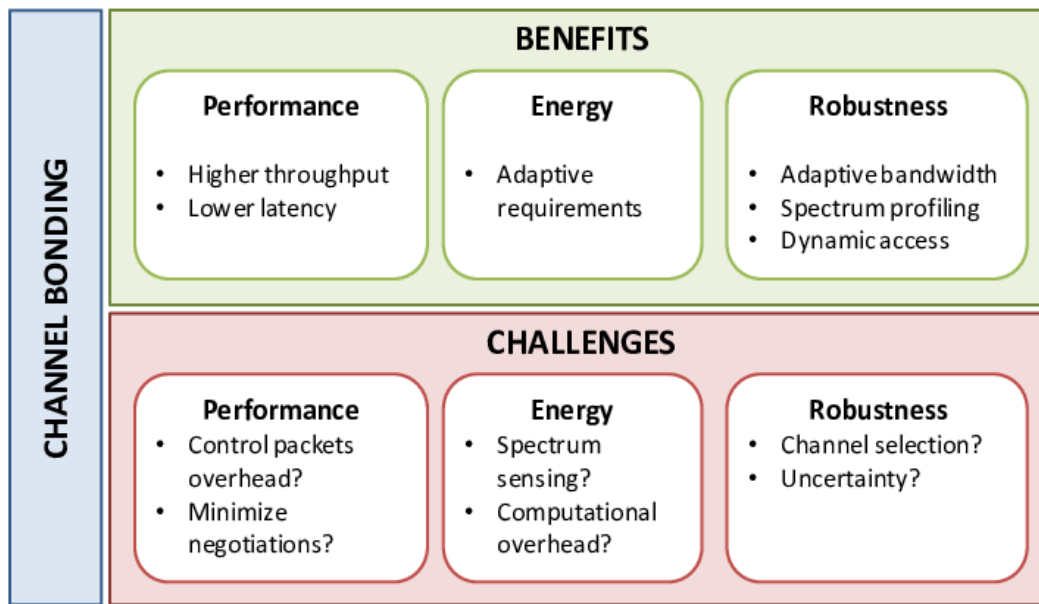 CHANNEL BONDING
BENEFITS
Performance
• Higher throughput
• Lower latency
Energy
• Adaptive
requirements
Robustness
• Adaptive bandwidth
• Spectrum profiling
• Dynamic access
CHALLENGES
Performance
• Control packets
overhead?
• Minimize
negotiations?
Energy
• Spectrum
sensing?
• Computational
overhead?
Robustness
• Channel selection?
• Uncertainty?